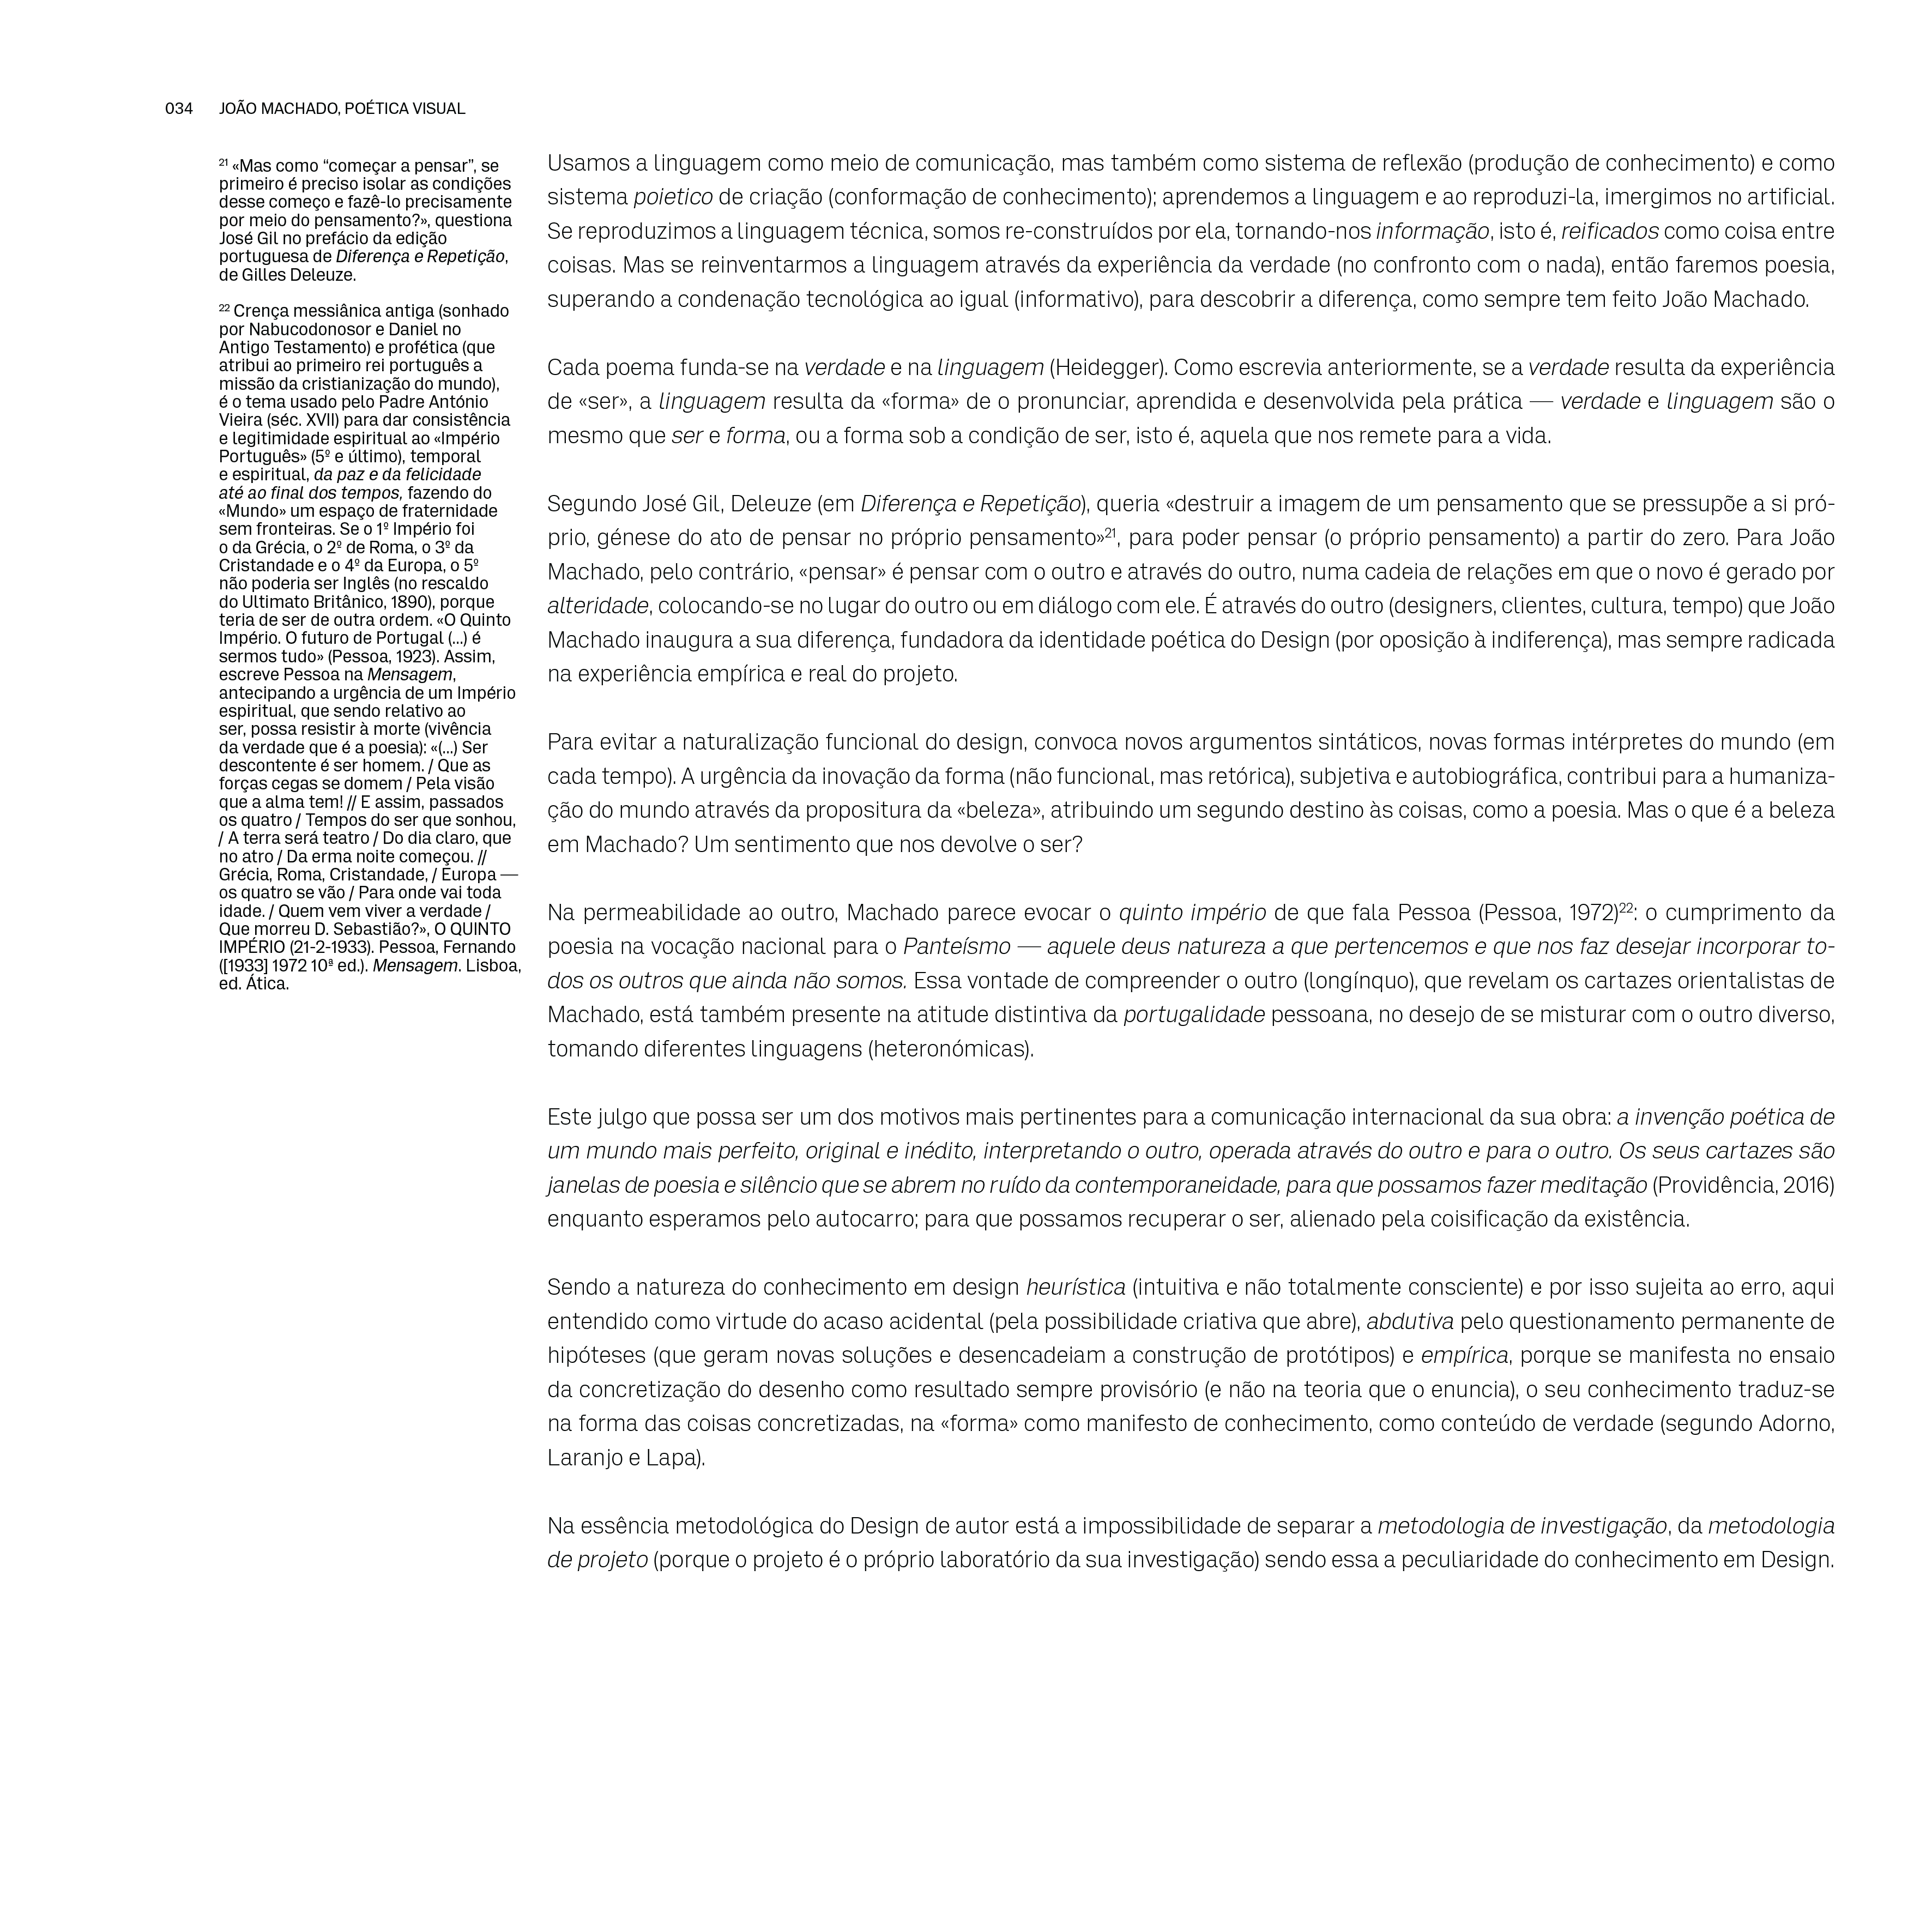 034 JOÃO MACHADO, POÉTICA VISUAL
21 «Mas como “começar a pensar”, se
primeiro é preciso isolar as condições
desse começo e fazê-lo precisamente
por meio do pensamento?», questiona
José Gil no prefácio da edição
portuguesa de Diferença e Repetição,
de Gilles Deleuze.
22 Crença messiânica antiga (sonhado
por Nabucodonosor e Daniel no
Antigo Testamento) e profética (que
atribui ao primeiro rei português a
missão da cristianização do mundo),
é o tema usado pelo Padre António
Vieira (séc. XVII) para dar consistência
e legitimidade espiritual ao «Império
Português» (5º e último), temporal
e espiritual, da paz e da felicidade
até ao final dos tempos, fazendo do
«Mundo» um espaço de fraternidade
sem fronteiras. Se o 1º Império foi
o da Grécia, o 2º de Roma, o 3º da
Cristandade e o 4º da Europa, o 5º
não poderia ser Inglês (no rescaldo
do Ultimato Britânico, 1890), porque
teria de ser de outra ordem. «O Quinto
Império. O futuro de Portugal (...) é
sermos tudo» (Pessoa, 1923). Assim,
escreve Pessoa na Mensagem,
antecipando a urgência de um Império
espiritual, que sendo relativo ao
ser, possa resistir à morte (vivência
da verdade que é a poesia): «(...) Ser
descontente é ser homem. / Que as
forças cegas se domem / Pela visão
que a alma tem! // E assim, passados
os quatro / Tempos do ser que sonhou,
/ A terra será teatro / Do dia claro, que
no atro / Da erma noite começou. //
Grécia, Roma, Cristandade, / Europa —
os quatro se vão / Para onde vai toda
idade. / Quem vem viver a verdade /
Que morreu D. Sebastião?», O QUINTO
IMPÉRIO (21-2-1933). Pessoa, Fernando
([1933] 1972 10ª ed.). Mensagem. Lisboa,
ed. Ática.
Usamos a linguagem como meio de comunicação, mas também como sistema de reflexão (produção de conhecimento) e como
sistema poietico de criação (conformação de conhecimento); aprendemos a linguagem e ao reproduzi-la, imergimos no artificial.
Se reproduzimos a linguagem técnica, somos re-construídos por ela, tornando-nos informação, isto é, reificados como coisa entre
coisas. Mas se reinventarmos a linguagem através da experiência da verdade (no confronto com o nada), então faremos poesia,
superando a condenação tecnológica ao igual (informativo), para descobrir a diferença, como sempre tem feito João Machado.
Cada poema funda-se na verdade e na linguagem (Heidegger). Como escrevia anteriormente, se a verdade resulta da experiência
de «ser», a linguagem resulta da «forma» de o pronunciar, aprendida e desenvolvida pela prática — verdade e linguagem são o
mesmo que ser e forma, ou a forma sob a condição de ser, isto é, aquela que nos remete para a vida.
Segundo José Gil, Deleuze (em Diferença e Repetição), queria «destruir a imagem de um pensamento que se pressupõe a si pró-
prio, génese do ato de pensar no próprio pensamento»21, para poder pensar (o próprio pensamento) a partir do zero. Para João
Machado, pelo contrário, «pensar» é pensar com o outro e através do outro, numa cadeia de relações em que o novo é gerado por
alteridade, colocando-se no lugar do outro ou em diálogo com ele. É através do outro (designers, clientes, cultura, tempo) que João
Machado inaugura a sua diferença, fundadora da identidade poética do Design (por oposição à indiferença), mas sempre radicada
na experiência empírica e real do projeto.
Para evitar a naturalização funcional do design, convoca novos argumentos sintáticos, novas formas intérpretes do mundo (em
cada tempo). A urgência da inovação da forma (não funcional, mas retórica), subjetiva e autobiográfica, contribui para a humaniza-
ção do mundo através da propositura da «beleza», atribuindo um segundo destino às coisas, como a poesia. Mas o que é a beleza
em Machado? Um sentimento que nos devolve o ser?
Na permeabilidade ao outro, Machado parece evocar o quinto império de que fala Pessoa (Pessoa, 1972)22: o cumprimento da
poesia na vocação nacional para o Panteísmo — aquele deus natureza a que pertencemos e que nos faz desejar incorporar to-
dos os outros que ainda não somos. Essa vontade de compreender o outro (longínquo), que revelam os cartazes orientalistas de
Machado, está também presente na atitude distintiva da portugalidade pessoana, no desejo de se misturar com o outro diverso,
tomando diferentes linguagens (heteronómicas).
Este julgo que possa ser um dos motivos mais pertinentes para a comunicação internacional da sua obra: a invenção poética de
um mundo mais perfeito, original e inédito, interpretando o outro, operada através do outro e para o outro. Os seus cartazes são
janelas de poesia e silêncio que se abrem no ruído da contemporaneidade, para que possamos fazer meditação (Providência, 2016)
enquanto esperamos pelo autocarro; para que possamos recuperar o ser, alienado pela coisificação da existência.
Sendo a natureza do conhecimento em design heurística (intuitiva e não totalmente consciente) e por isso sujeita ao erro, aqui
entendido como virtude do acaso acidental (pela possibilidade criativa que abre), abdutiva pelo questionamento permanente de
hipóteses (que geram novas soluções e desencadeiam a construção de protótipos) e empírica, porque se manifesta no ensaio
da concretização do desenho como resultado sempre provisório (e não na teoria que o enuncia), o seu conhecimento traduz-se
na forma das coisas concretizadas, na «forma» como manifesto de conhecimento, como conteúdo de verdade (segundo Adorno,
Laranjo e Lapa).
Na essência metodológica do Design de autor está a impossibilidade de separar a metodologia de investigação, da metodologia
de projeto (porque o projeto é o próprio laboratório da sua investigação) sendo essa a peculiaridade do conhecimento em Design.